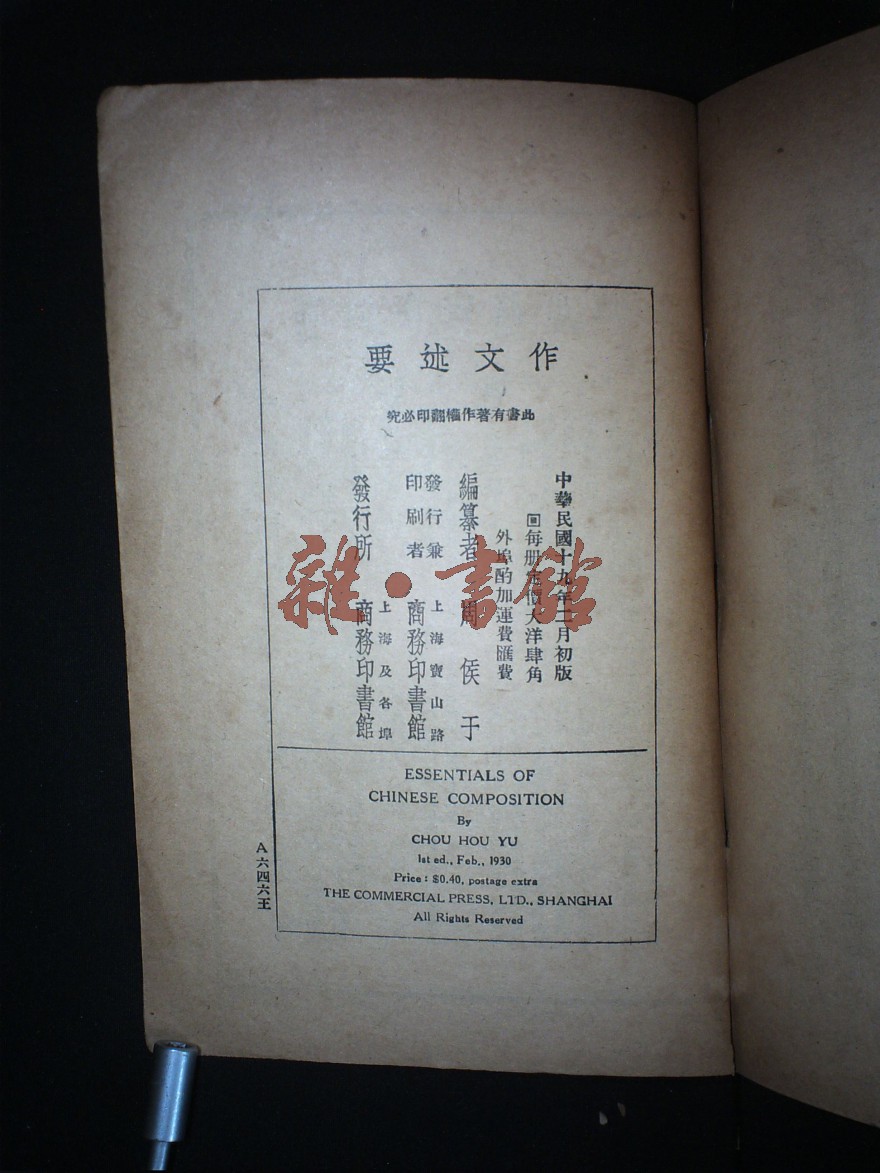 作文述要
此書有著作權翻印必究
中華民國十九年二月初版
回每册定價大洋肆角
外埠酌加運費匯費
編纂者 周侯于
發行兼印刷者 上海寶山路 商務印書館
發行所 上海及各埠 商務印書館
ESSENTIALS OF
CHINESE COMPOSITION
By
CHOU HOU YU
1st ed., Feb., 1930
Price : $0.40, postage extra
THE COMMERCIAL PRESS, LTD., SHANGHAI
All Rights Reserved
A六四六王
雜·書館